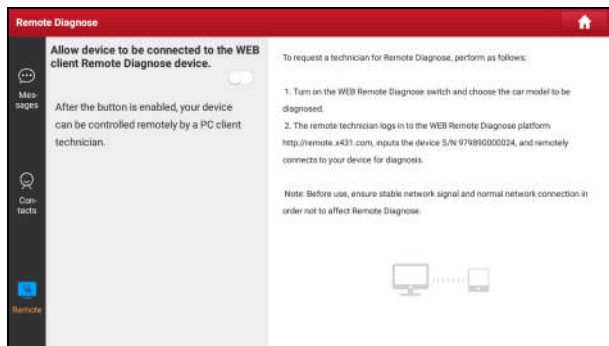 Remote Diagnose
Mes-
sages
Con-
tacts
Remote
Allow device to be connected to the WEB
client Remote Diagnose device.
After the button is enabled, your device
can be controlled remotely by a PC client
technician.
To request a technician for Remote Diagnose, perform as follows:
1. Turn on the WEB Remote Diagnose switch and choose the car model to be
diagnosed.
2. The remote technician logs in to the WEB Remote Diagnose platform
http://remote.x431.com, inputs the device S/N 979890000024, and remotely
connects to your device for diagnosis.
Note: Before use, ensure stable network signal and normal network connection in
order not to affect Remote Diagnose.